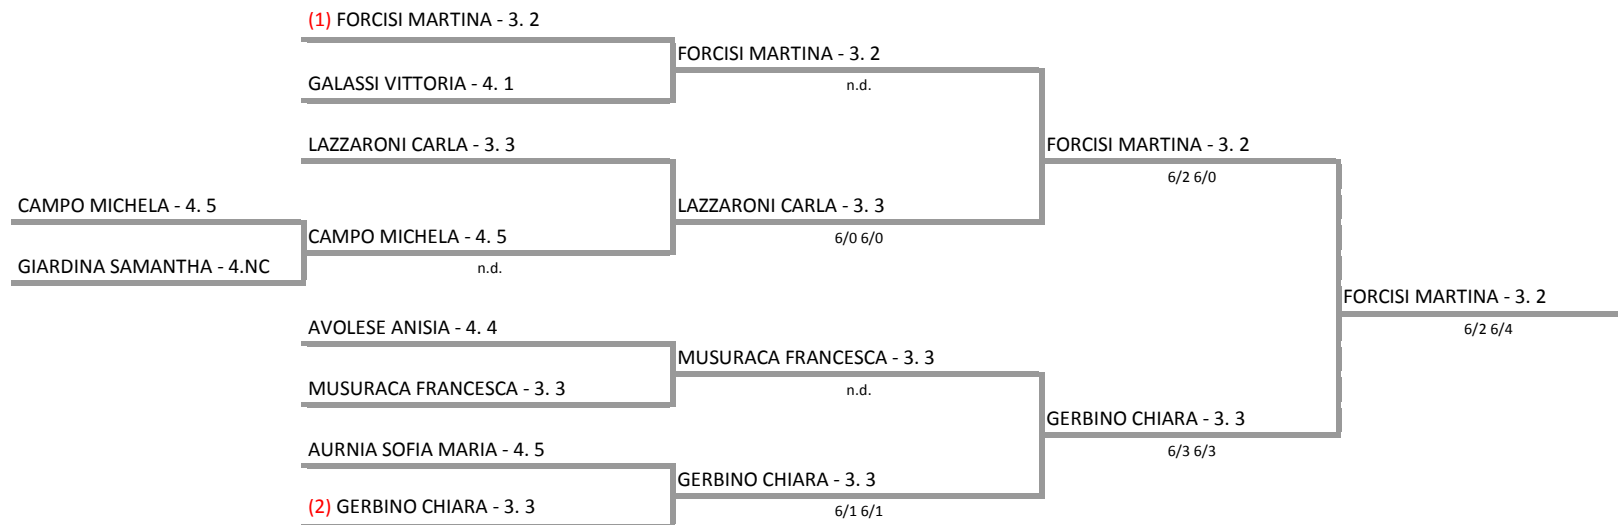 (1) FORCISI MARTINA - 3. 2
FORCISI MARTINA - 3. 2
GALASSI VITTORIA - 4. 1
n.d.
LAZZARONI CARLA - 3. 3
FORCISI MARTINA - 3. 2
6/2 6/0
CAMPO MICHELA - 4. 5
LAZZARONI CARLA - 3. 3
CAMPO MICHELA - 4. 5
6/0 6/0
GIARDINA SAMANTHA - 4.NC
n.d.
FORCISI MARTINA - 3. 2
AVOLESE ANISIA - 4. 4
6/2 6/4
MUSURACA FRANCESCA - 3. 3
MUSURACA FRANCESCA - 3. 3
n.d.
GERBINO CHIARA - 3. 3
AURNIA SOFIA MARIA - 4. 5
6/3 6/3
GERBINO CHIARA - 3. 3
(2) GERBINO CHIARA - 3. 3
6/1 6/1